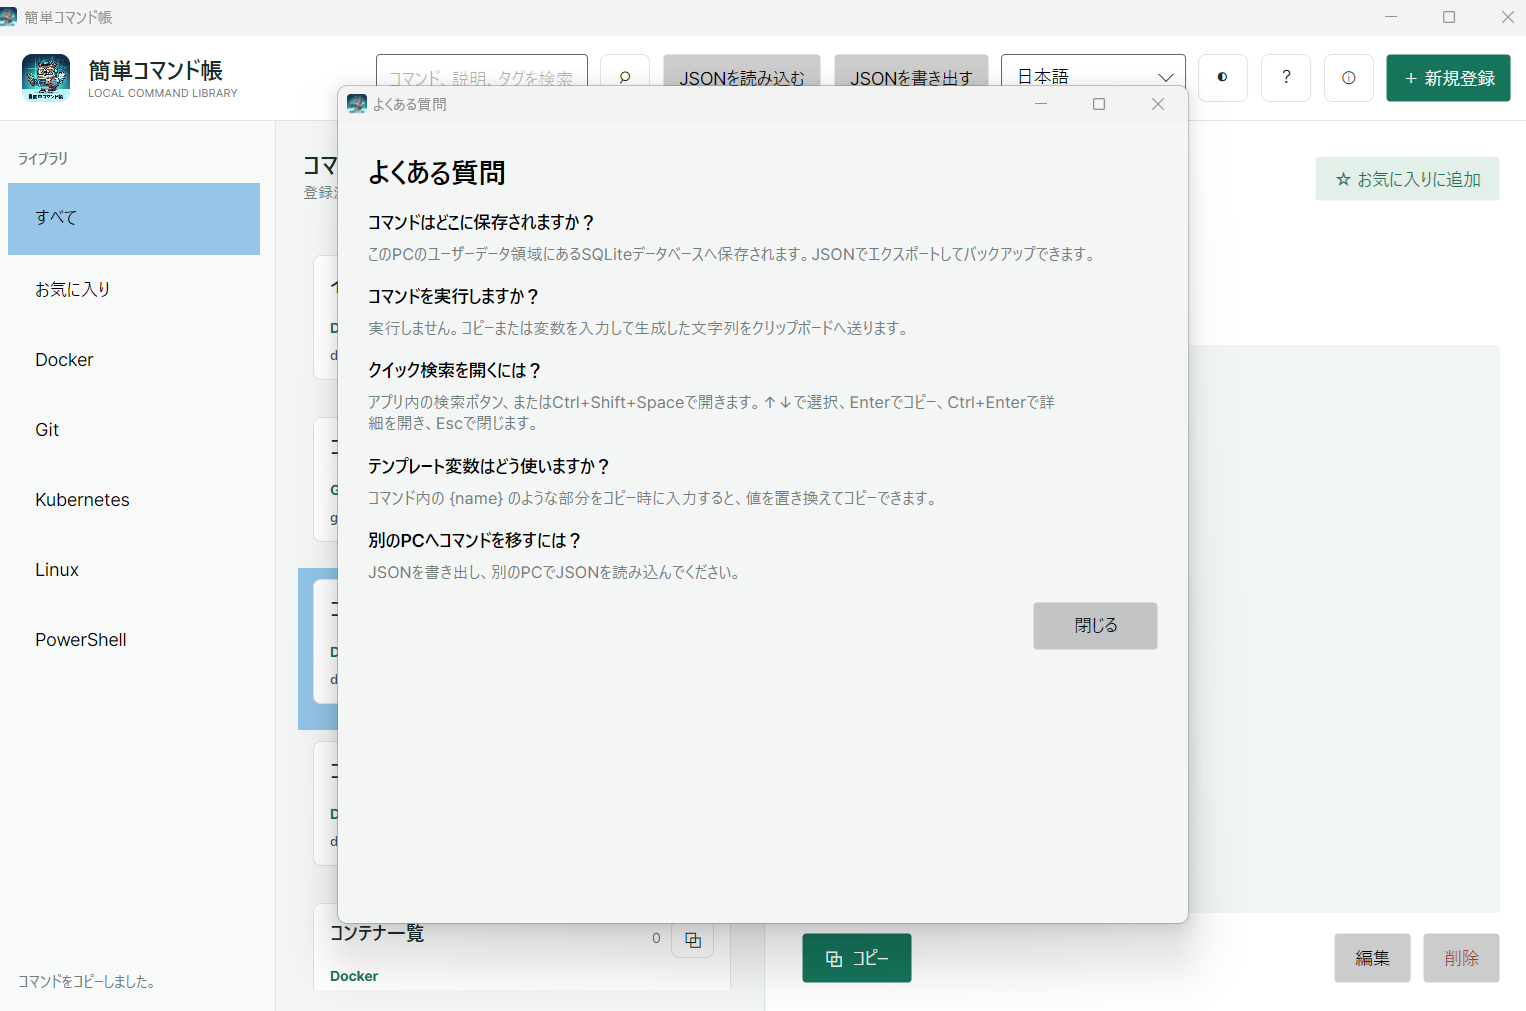 簡単コマンド帳
簡単コマンド帳
LOCAL COMMAND LIBRARY
コマンド、説明、タグを検索
JSONを読み込む
JSONを書き出す
日本語
?
+ 新規登録
ライブラリ
すべて
お気に入り
Docker
Git
Kubernetes
Linux
PowerShell
コマンドをコピーしました。
コマ
登録
☆ お気に入りに追加
よくある質問
よくある質問
コマンドはどこに保存されますか？
このPCのユーザーデータ領域にあるSQLiteデータベースへ保存されます。JSONでエクスポートしてバックアップできます。
コマンドを実行しますか？
実行しません。コピーまたは変数を入力して生成した文字列をクリップボードへ送ります。
クイック検索を開くには？
アプリ内の検索ボタン、またはCtrl+Shift+Spaceで開きます。↑↓で選択、Enterでコピー、Ctrl+Enterで詳
細を開き、Escで閉じます。
テンプレート変数はどう使いますか？
コマンド内の {name} のような部分をコピー時に入力すると、値を置き換えてコピーできます。
別のPCへコマンドを移すには？
JSONを書き出し、別のPCでJSONを読み込んでください。
閉じる
コンテナ一覧
0
Docker
コピー
編集
削除